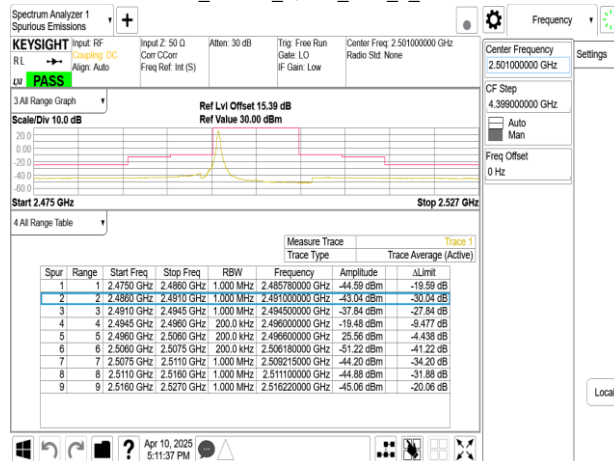 Spectrum Analyzer 1
Spurious Emissions
Frequency
Settings
KEYSIGHT Input: RF Input Z: 50 Ω Atten: 30 dB Trig: Free Run Center Freq: 2.501000000 GHz
RL Coupling: DC Corr CCorr Gate: LO Radio Std: None
Align: Auto Freq Ref: Int (S) IF Gain: Low
LXI PASS
Center Frequency
2.501000000 GHz
CF Step
4.399000000 GHz
Auto
Man
Freq Offset
0 Hz
3 All Range Graph
Ref Lvl Offset 15.39 dB
Scale/Div 10.0 dB Ref Value 30.00 dBm
20.0
0.00
-20.0
-40.0
-60.0
Start 2.475 GHz Stop 2.527 GHz
4 All Range Table
Measure Trace Trace 1
Trace Type Trace Average (Active)
Spur Range Start Freq Stop Freq RBW Frequency Amplitude ΔLimit
1 1 2.4750 GHz 2.4860 GHz 1.000 MHz 2.485780000 GHz -44.59 dBm -19.59 dB
2 2 2.4860 GHz 2.4910 GHz 1.000 MHz 2.491000000 GHz -43.04 dBm -30.04 dB
3 3 2.4910 GHz 2.4945 GHz 1.000 MHz 2.494500000 GHz -37.84 dBm -27.84 dB
4 4 2.4945 GHz 2.4960 GHz 200.0 kHz 2.496000000 GHz -19.48 dBm -9.477 dB
5 5 2.4960 GHz 2.5060 GHz 200.0 kHz 2.496600000 GHz 25.56 dBm -4.438 dB
6 6 2.5060 GHz 2.5075 GHz 200.0 kHz 2.506180000 GHz -51.22 dBm -41.22 dB
7 7 2.5075 GHz 2.5110 GHz 1.000 MHz 2.509215000 GHz -44.20 dBm -34.20 dB
8 8 2.5110 GHz 2.5160 GHz 1.000 MHz 2.511100000 GHz -44.88 dBm -31.88 dB
9 9 2.5160 GHz 2.5270 GHz 1.000 MHz 2.516220000 GHz -45.06 dBm -20.06 dB
Local
Apr 10, 2025
5:11:37 PM